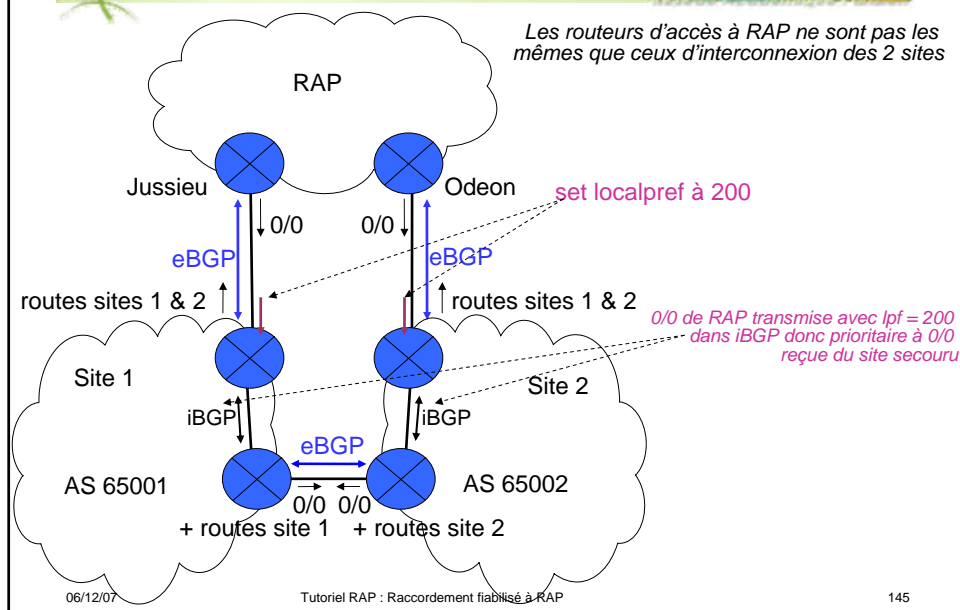 Les routeurs d'accès à RAP ne sont pas les
mêmes que ceux d'interconnexion des 2 sites
RAP
Jussieu
Odeon
set localpref à 200
0/0
0/0
eBGP
eBGP
routes sites 1 & 2
routes sites 1 & 2
0/0 de RAP transmise avec lpf = 200
dans iBGP donc prioritaire à 0/0
reçue du site secouru
Site 1
Site 2
iBGP
iBGP
eBGP
AS 65001
AS 65002
0/0
0/0
+ routes site 1
+ routes site 2
06/12/07
Tutoriel RAP : Raccordement fiabilisé à RAP
145